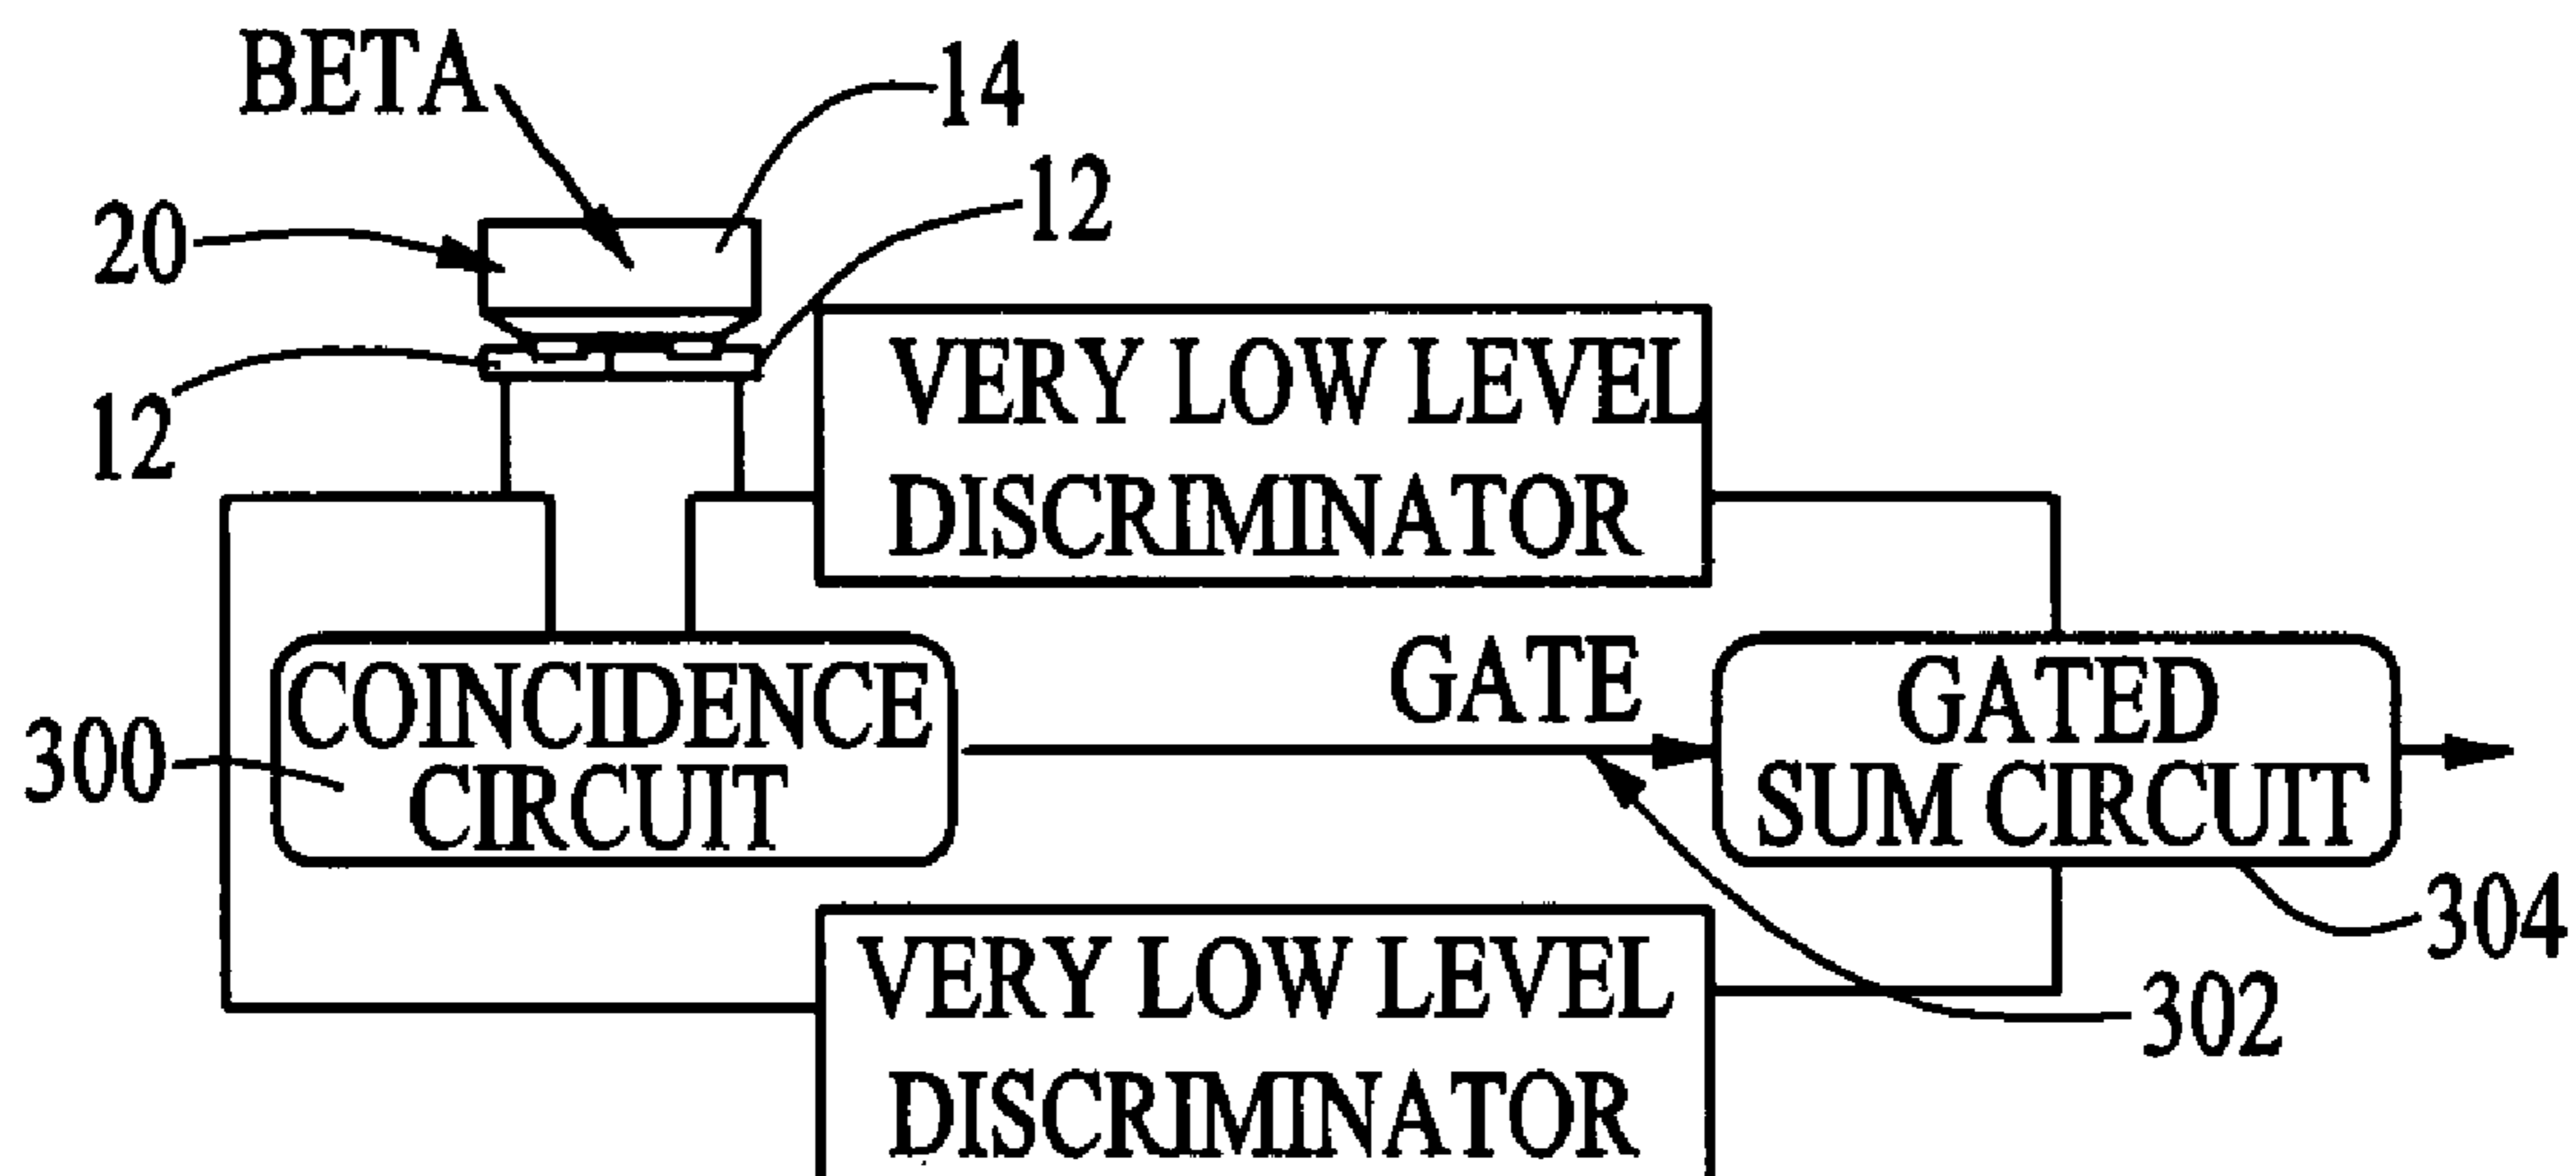 BETA
14
12
20
12
VERY LOW LEVEL
DISCRIMINATOR
COINCIDENCE
CIRCUIT
300
GATE
GATED
SUM CIRCUIT
304
302
VERY LOW LEVEL
DISCRIMINATOR